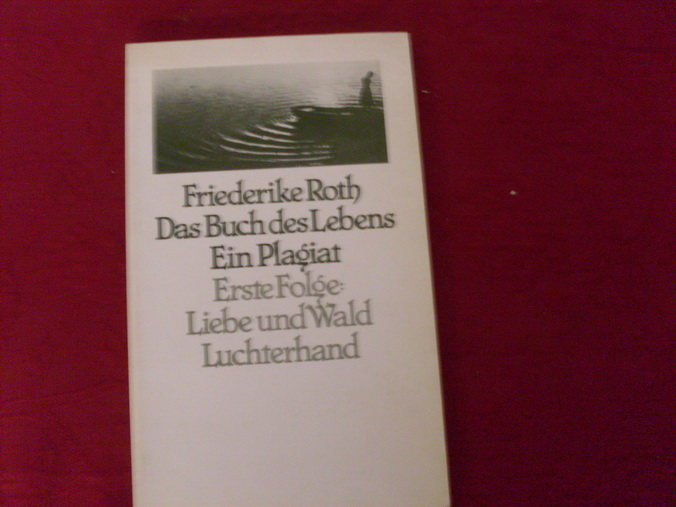 Friederike Roth
Das Buch des Lebens
Ein Plagiat
Erste Folge:
Liebe und Wald
Luchterhand